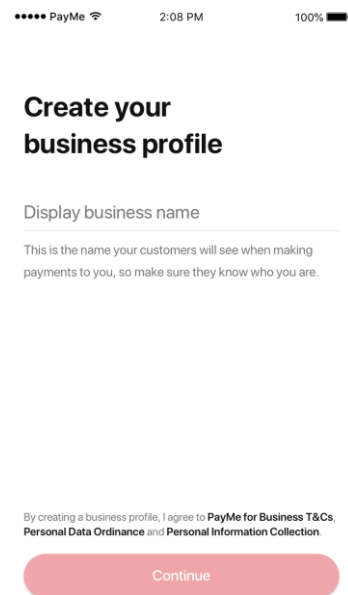 ●●●●● PayMe 2:08 PM 100%
Create your
business profile
Display business name
This is the name your customers will see when making
payments to you, so make sure they know who you are.
By creating a business profile, I agree to PayMe for Business T&Cs,
Personal Data Ordinance and Personal Information Collection.
Continue